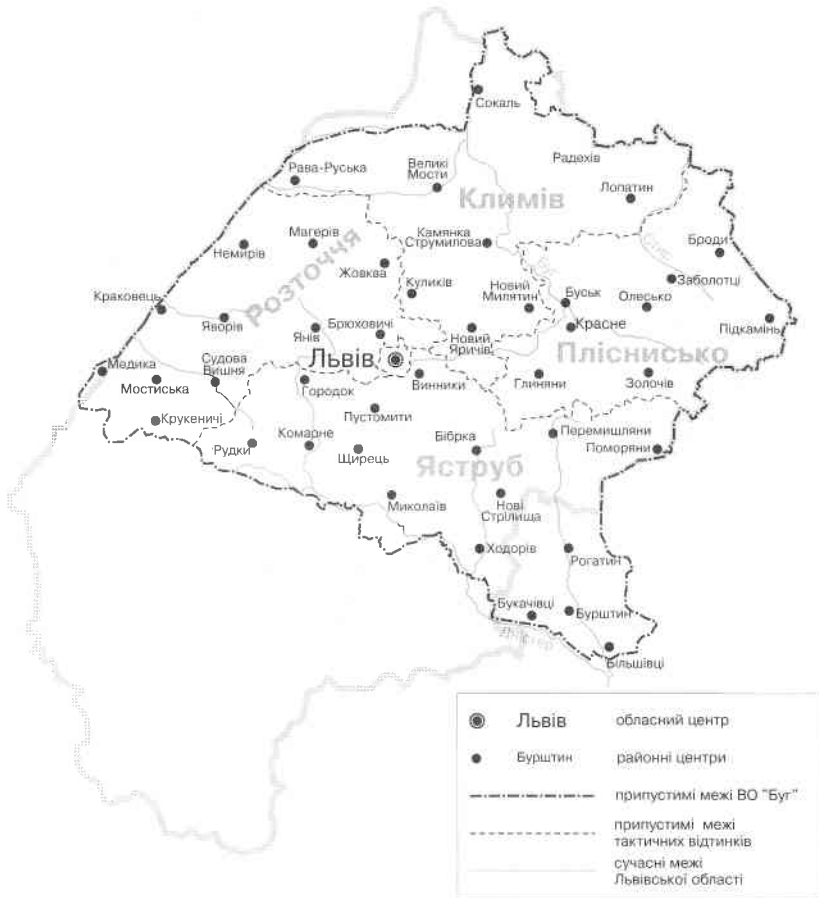 Сокаль
Рава-Руська
Великі
Мости
Радехів
Лопатин
Климів
Магерів
Немирів
Камянка
Струмилова
Броди
Жовква
Розточчя
Куликів
Новий
Милятин
Буг
Стир
Заболотці
Буськ
Олесько
Краковець
Яворів
Янів
Брюховичі
Новий
Яричів
Красне
Підкамінь
Львів
Пліснисько
Медика
Судова
Вишня
Мостиська
Городок
Винники
Глиняни
Золочів
Крукеничі
Пустомити
Рудки
Комарне
Щирець
Бібрка
Перемишляни
Поморяни
Яструб
Миколаїв
Нові
Стрілища
Ходорів
Рогатин
Букачівці
Бурштин
Дністер
Більшівці
Львів обласний центр
Бурштин районні центри
припустимі межі ВО "Буг"
припустимі межі
тактичних відтинків
сучасні межі
Львівської області